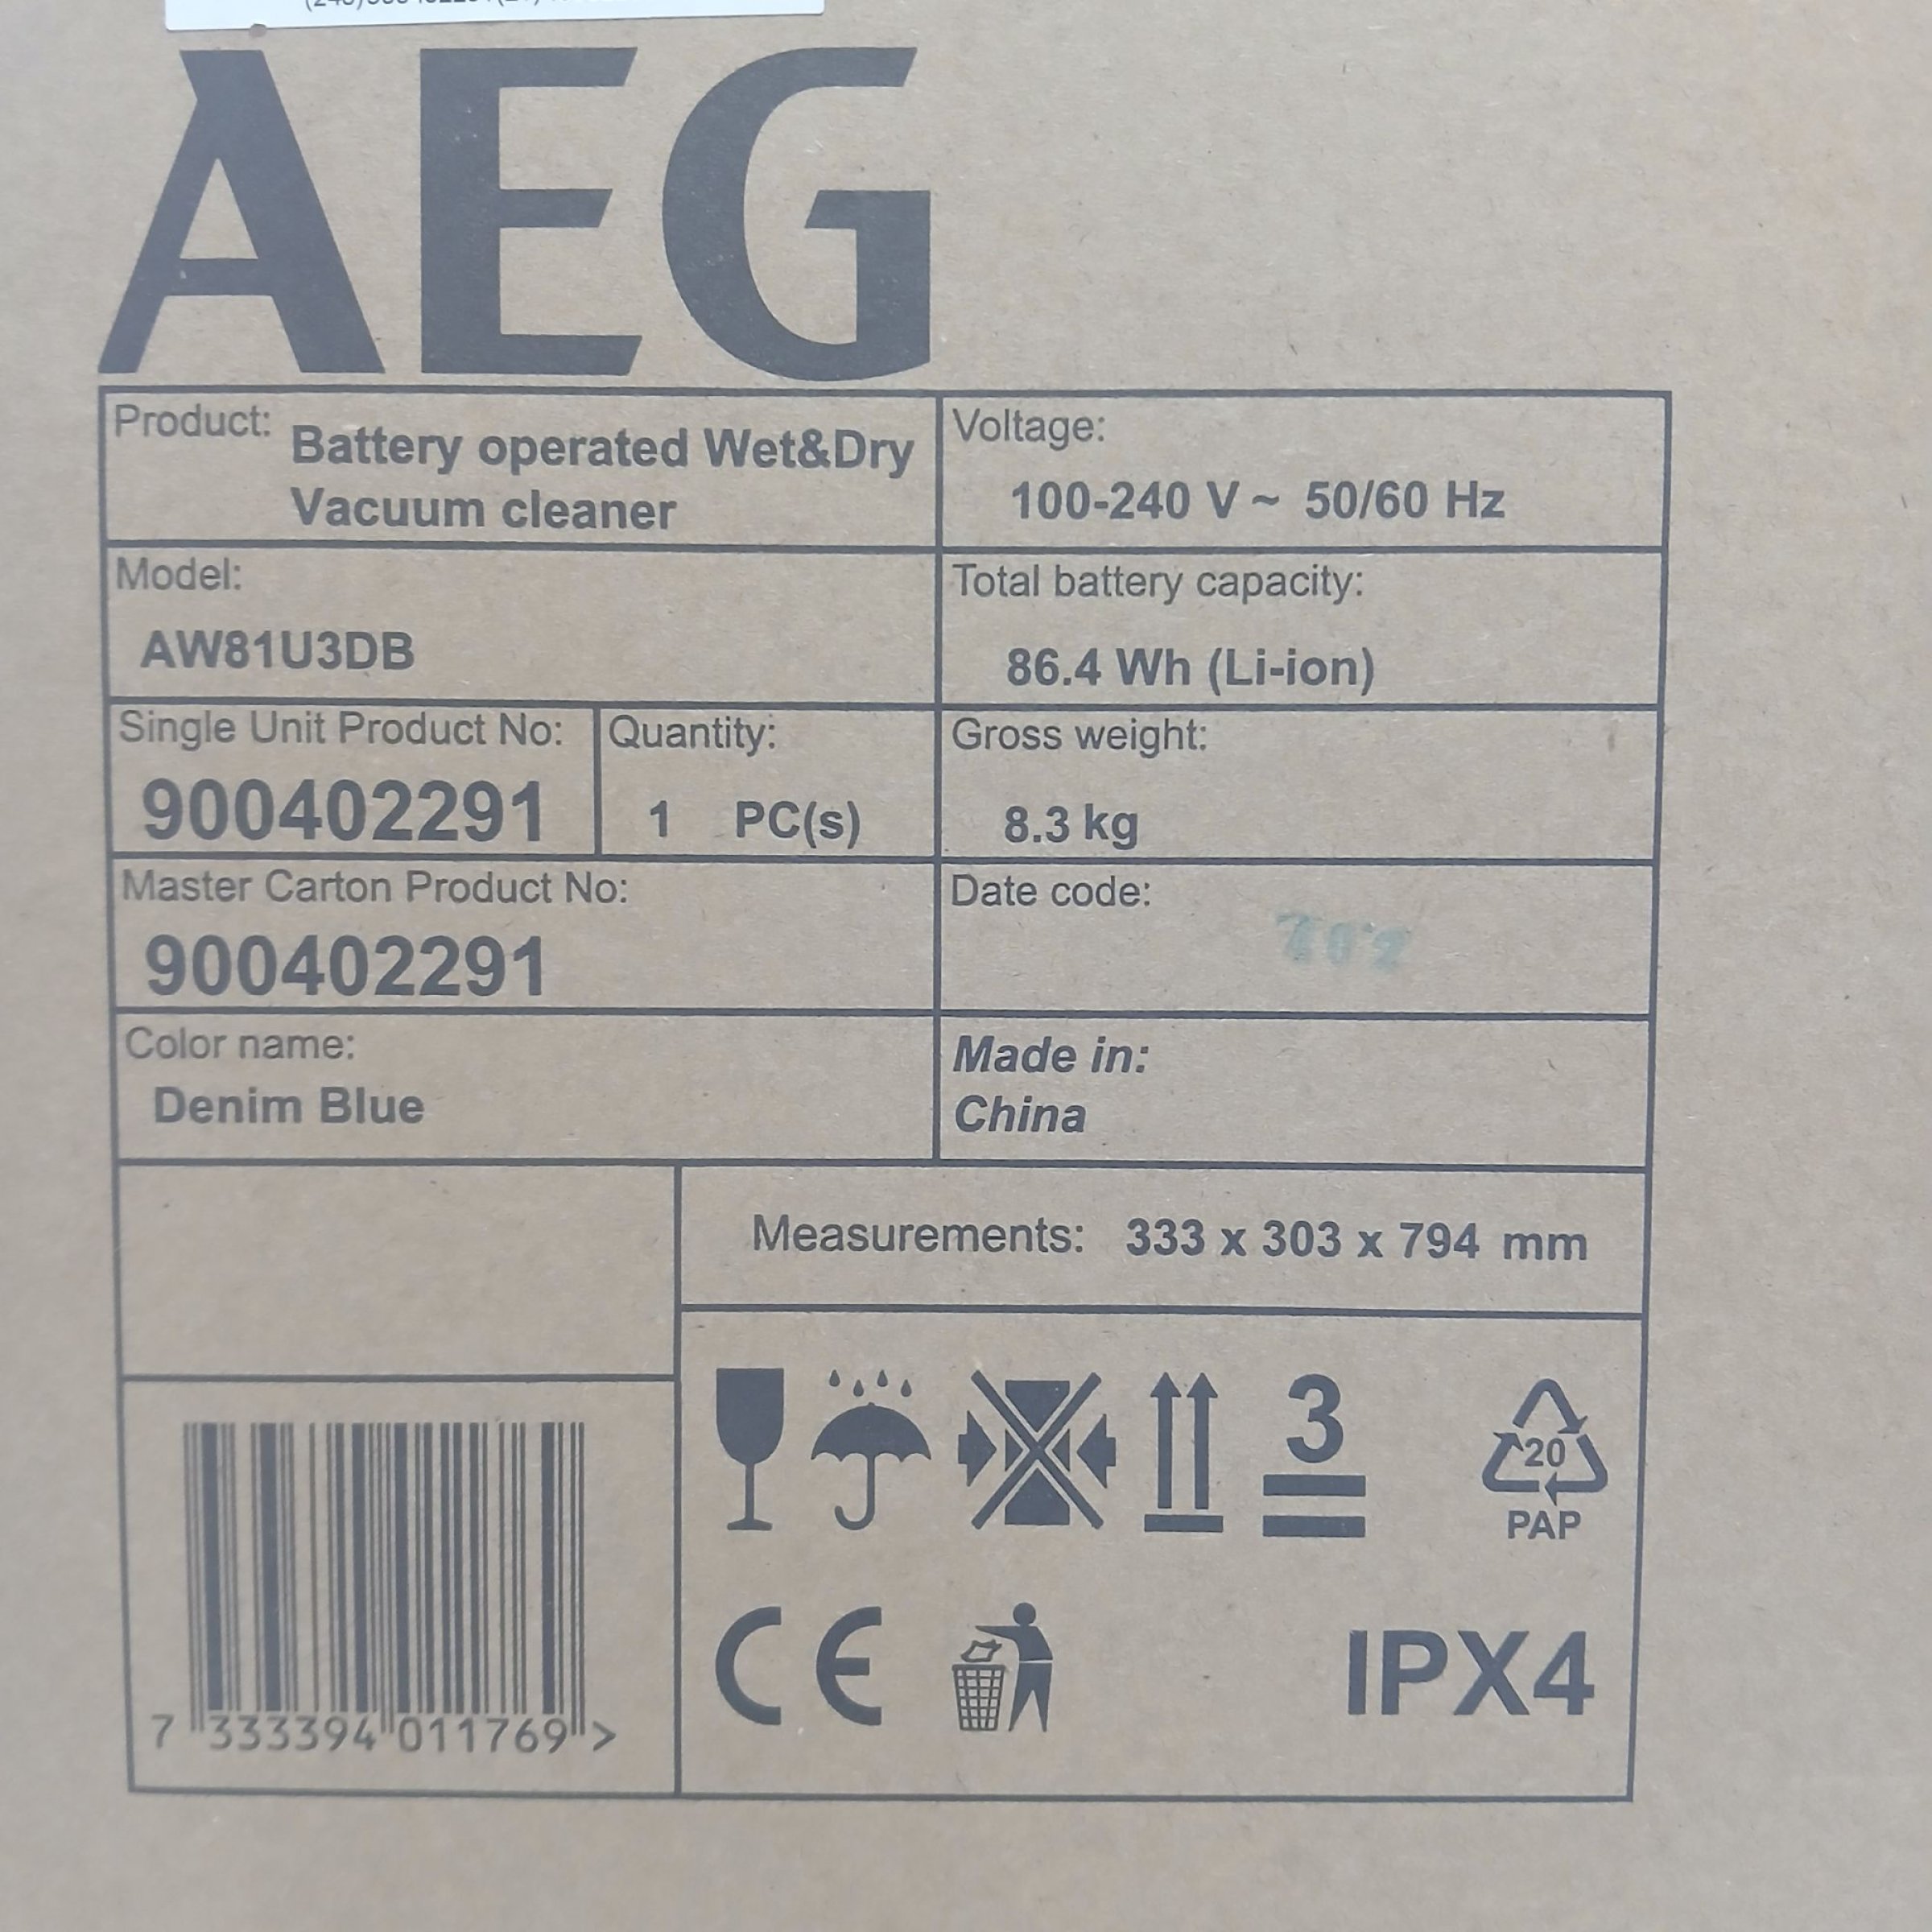 AEG
Product: Battery operated Wet&Dry
Vacuum cleaner
Voltage:
100-240 V ~ 50/60 Hz
Model:
AW81U3DB
Total battery capacity:
86.4 Wh (Li-ion)
Single Unit Product No:
900402291
Quantity:
1 PC(s)
Gross weight:
8.3 kg
Master Carton Product No:
900402291
Date code:
Color name:
Denim Blue
Made in:
China
Measurements: 333 x 303 x 794 mm
3
20
PAP
CE
IPX4
7 333394 011769 >